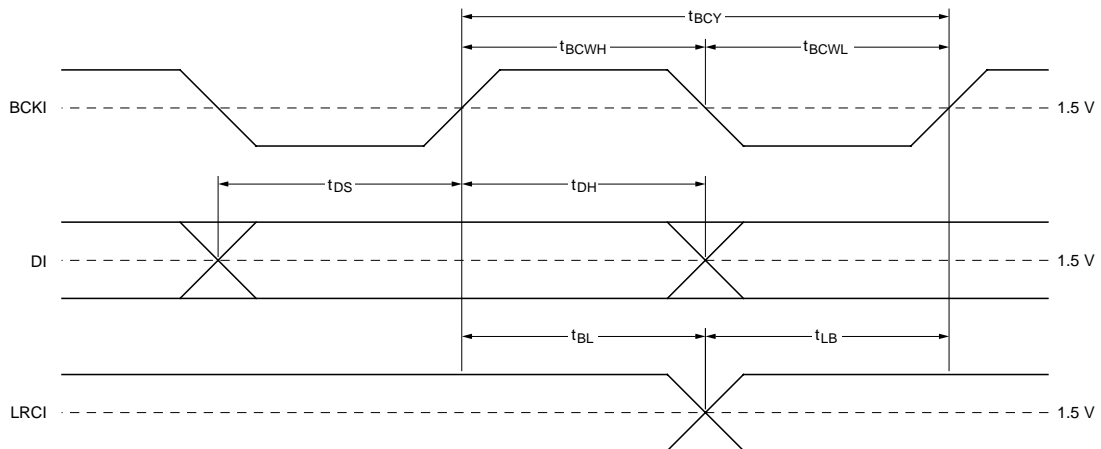 tBCY
tBCWH
tBCWL
BCKI
1.5 V
tDS
tDH
DI
1.5 V
tBL
tLB
LRCI
1.5 V